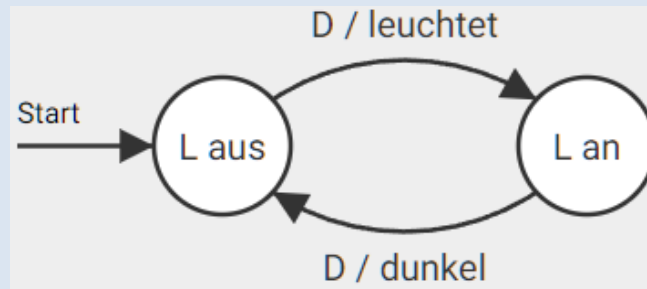 D / leuchtet
Start
L aus
L an
D / dunkel